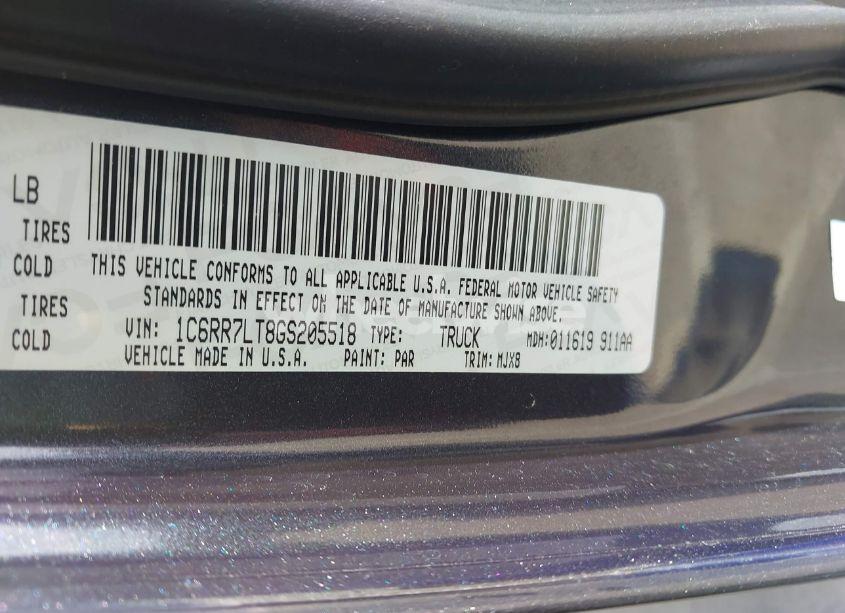 LB
TIRES
COLD
THIS VEHICLE CONFORMS TO ALL APPLICABLE U.S.A. FEDERAL MOTOR VEHICLE SAFETY
TIRES
STANDARDS IN EFFECT ON THE DATE OF MANUFACTURE SHOWN ABOVE.
COLD
VIN: 1C6RR7LT8GS205518 TYPE: TRUCK MDH:011619 911AA
VEHICLE MADE IN U.S.A. PAINT: PAR TRIM: MJX8